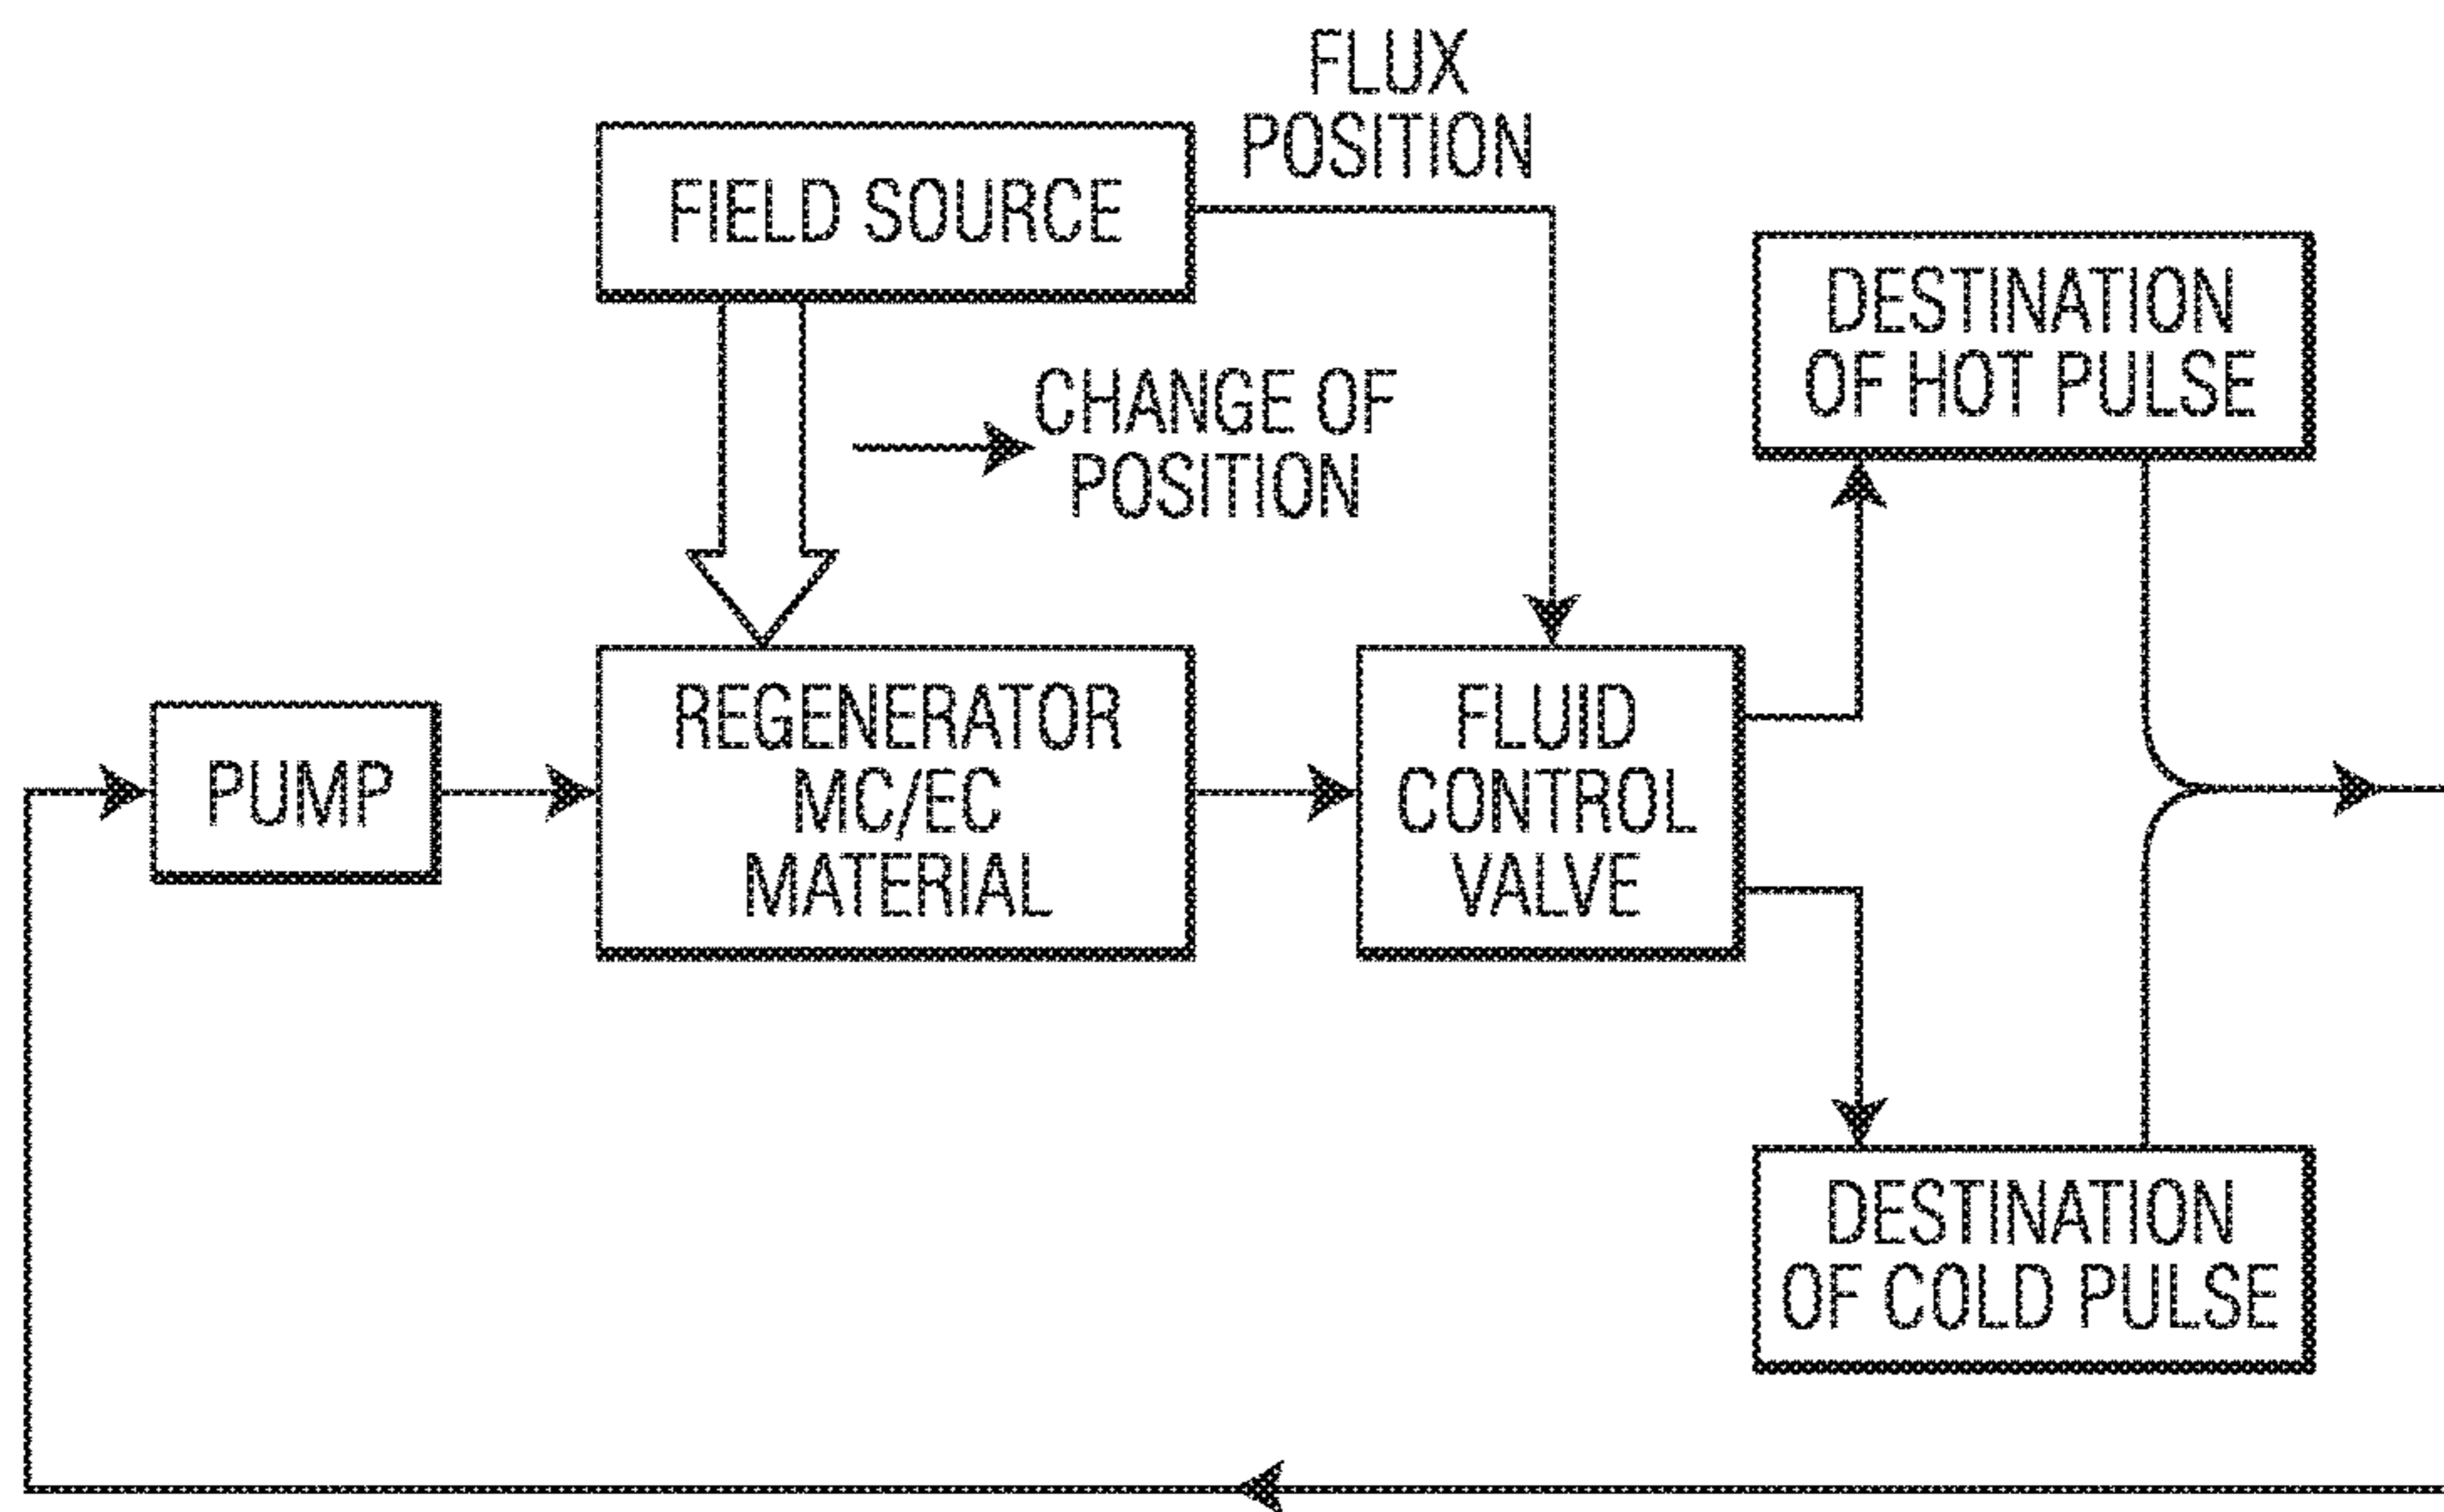 FLUX
POSITION
FIELD SOURCE
DESTINATION
OF HOT PULSE
CHANGE OF
POSITION
PUMP
REGENERATOR
MC/EC
MATERIAL
FLUID
CONTROL
VALVE
DESTINATION
OF COLD PULSE